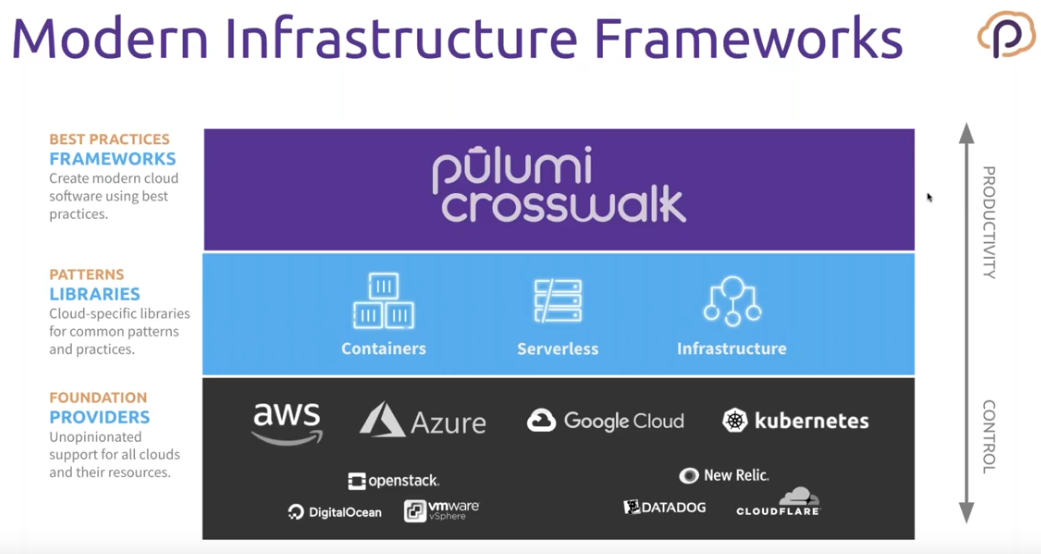 Modern Infrastructure Frameworks
p
BEST PRACTICES
FRAMEWORKS
Create modern cloud
software using best
practices.
pulumi
crosswalk
PRODUCTIVITY
PATTERNS
LIBRARIES
Cloud-specific libraries
for common patterns
and practices.
Containers
Serverless
Infrastructure
FOUNDATION
PROVIDERS
Unopinionated
support for all clouds
and their resources.
aws
Azure
Google Cloud
kubernetes
openstack.
New Relic.
DigitalOcean
vmware
vSphere
DATADOG
CLOUDFLARE
CONTROL